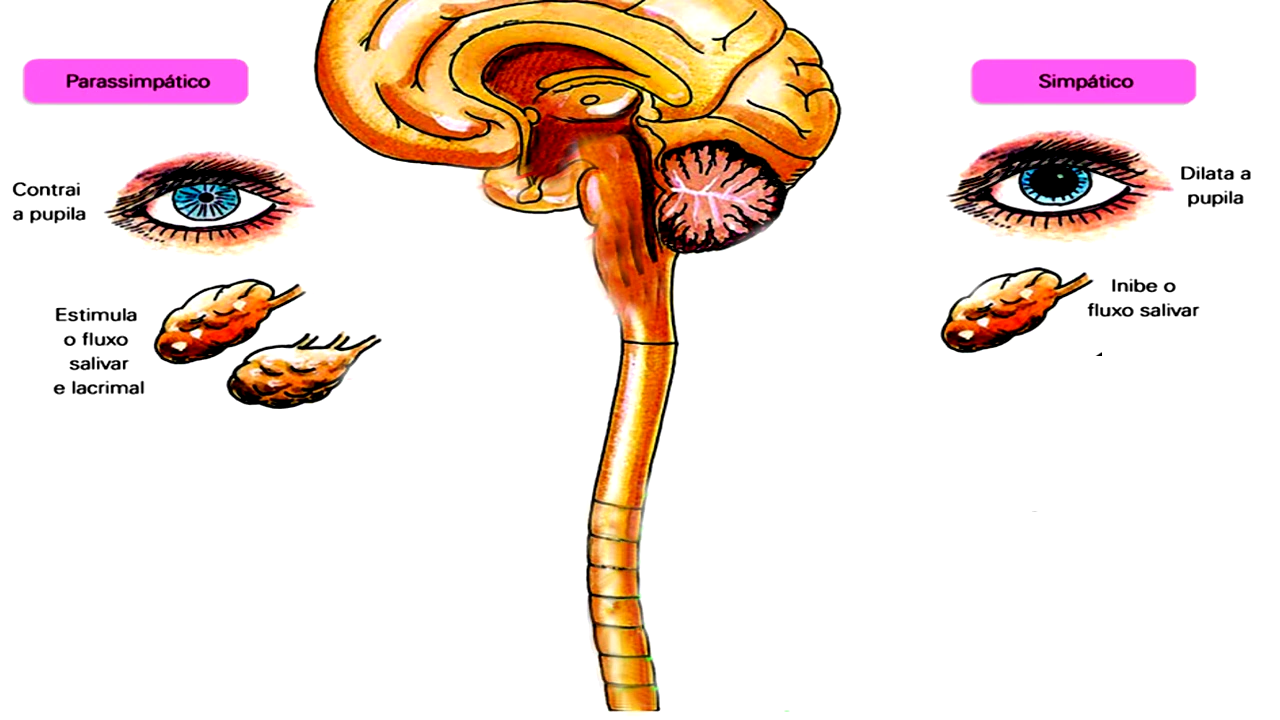 Parassimpático
Contrai
a pupila
Estimula
o fluxo
salivar
e lacrimal
Simpático
Dilata a
pupila
Inibe o
fluxo salivar